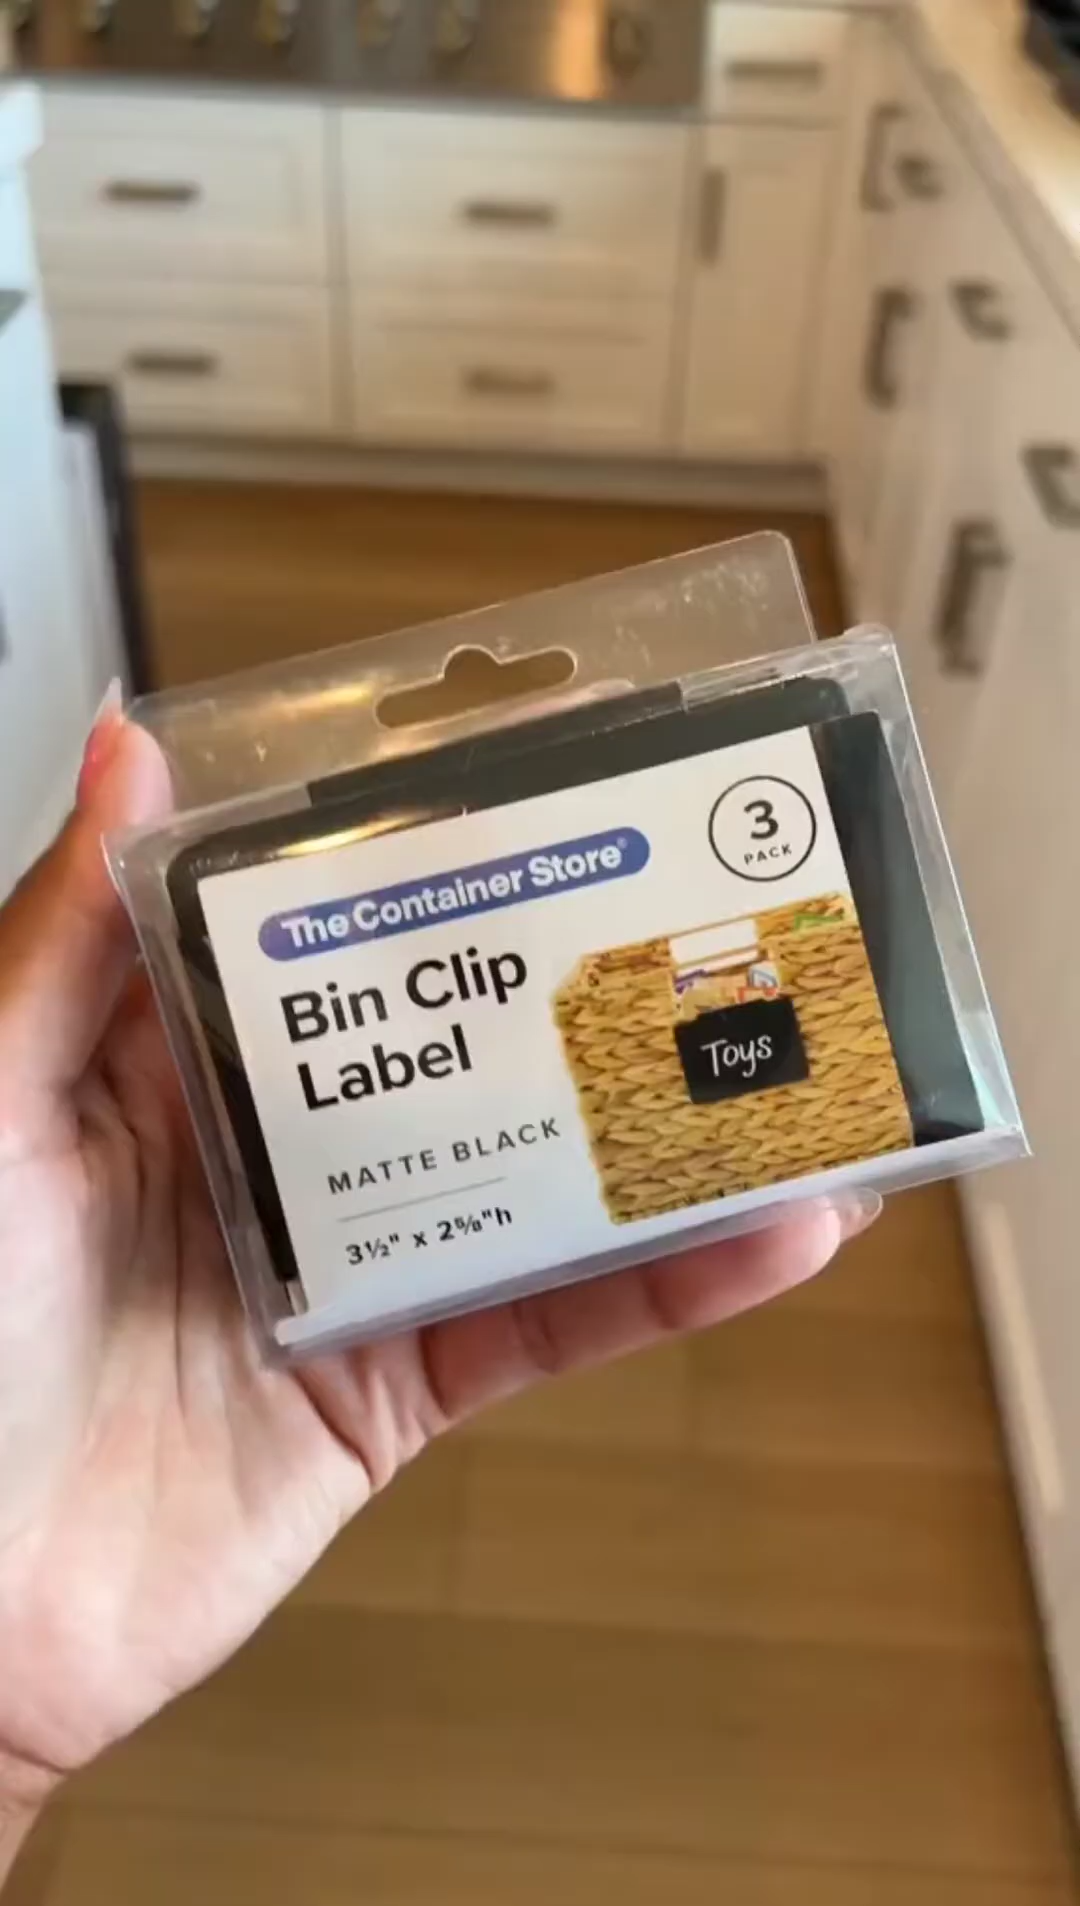 The Container Store®
3
PACK
Bin Clip
Label
Toys
MATTE BLACK
3½" x 2⅝"h